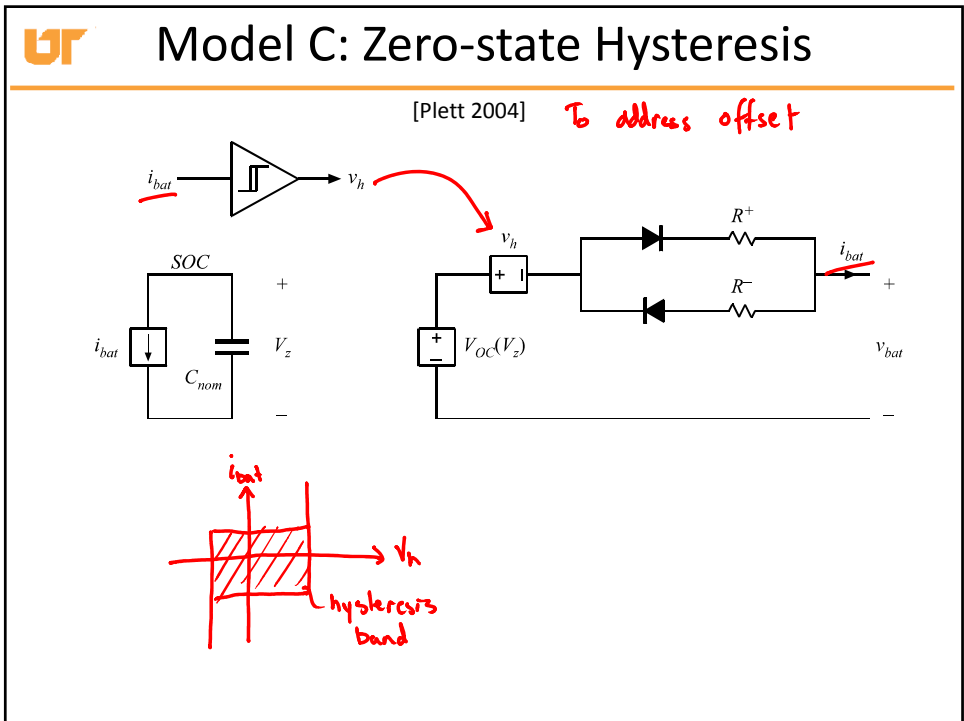 UT
Model C: Zero-state Hysteresis
[Plett 2004]
To address offset
i_bat
v_h
v_h
R^+
i_bat
SOC
+
R^-
+
i_bat
V_z
+
−
V_OC(V_z)
v_bat
C_nom
−
−
i_bat
V_h
hysteresis
band